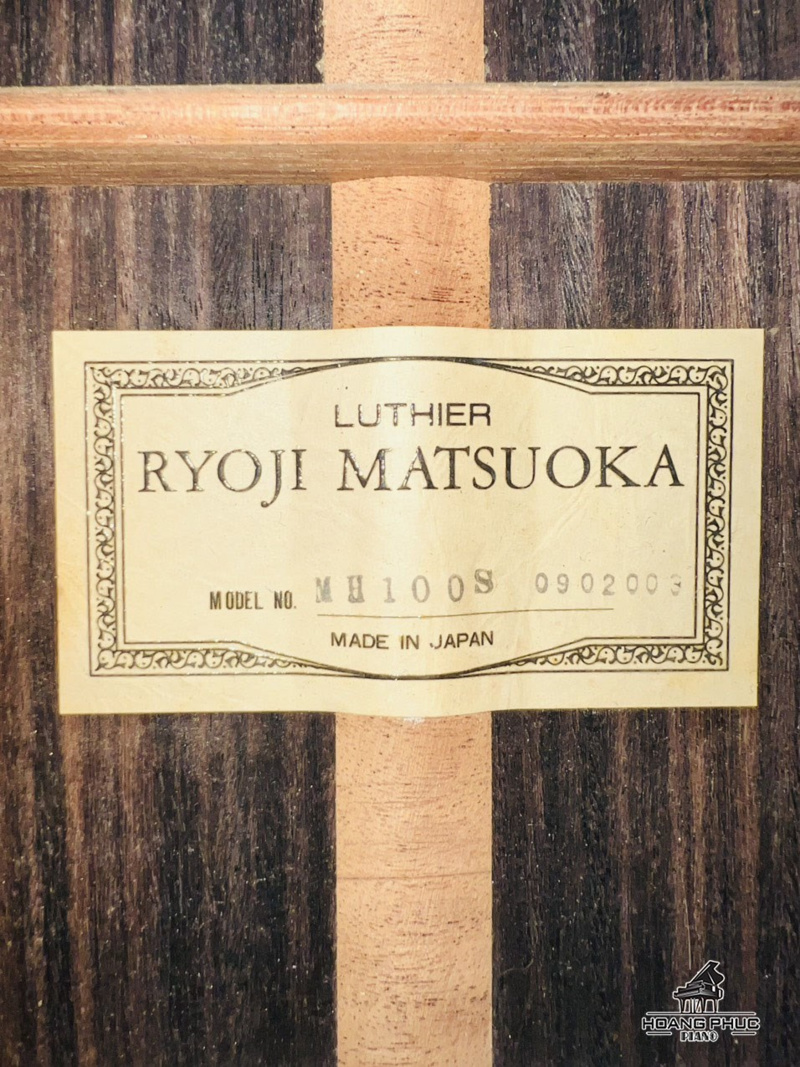 LUTHIER
RYOJI MATSUOKA
MODEL NO. MH100S 0902003
MADE IN JAPAN
HOANG PHUC
PIANO